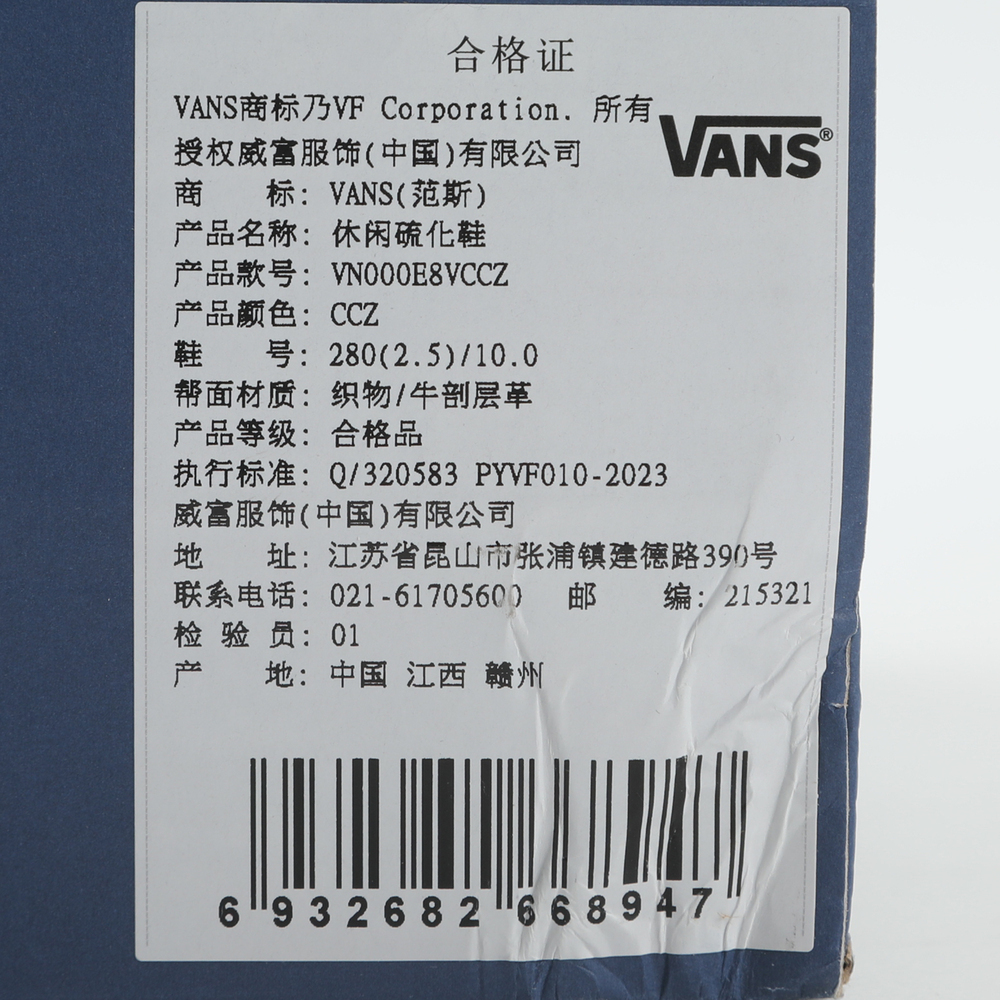 合格证
VANS商标乃VF Corporation. 所有
授权威富服饰(中国)有限公司
VANS®
商 标: VANS(范斯)
产品名称: 休闲硫化鞋
产品款号: VN000E8VCCZ
产品颜色: CCZ
鞋 号: 280(2.5)/10.0
帮面材质: 织物/牛剖层革
产品等级: 合格品
执行标准: Q/320583 PYVF010-2023
威富服饰(中国)有限公司
地 址: 江苏省昆山市张浦镇建德路390号
联系电话: 021-61705600 邮 编: 215321
检 验 员: 01
产 地: 中国 江西 赣州
6 932682 668947